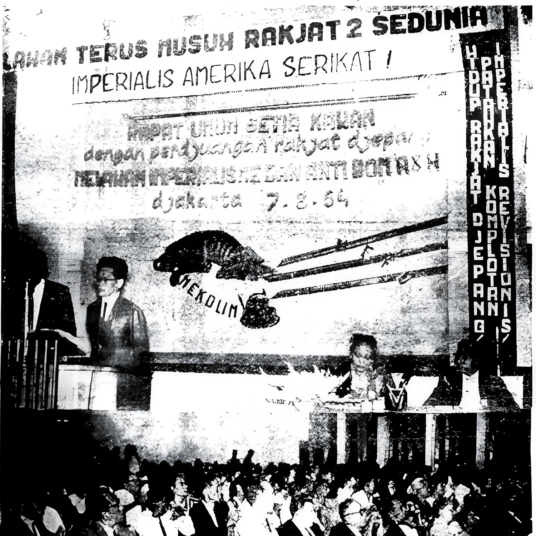 LAWAN TERUS MUSUH RAKJAT 2 SEDUNIA
IMPERIALIS AMERIKA SERIKAT !
RAPAT UMUM SETIA KAWAN
dengan perdjuangan rakjat djepang
MELAWAN IMPERIALISME DAN ANTI BOM A & H
djakarta 7.8.64
NEKOLIM
HIDUP RAKJAT DJEPANG!
PATAHKAN KOMPLOTAN
IMPERIALIS REVISIONIS!